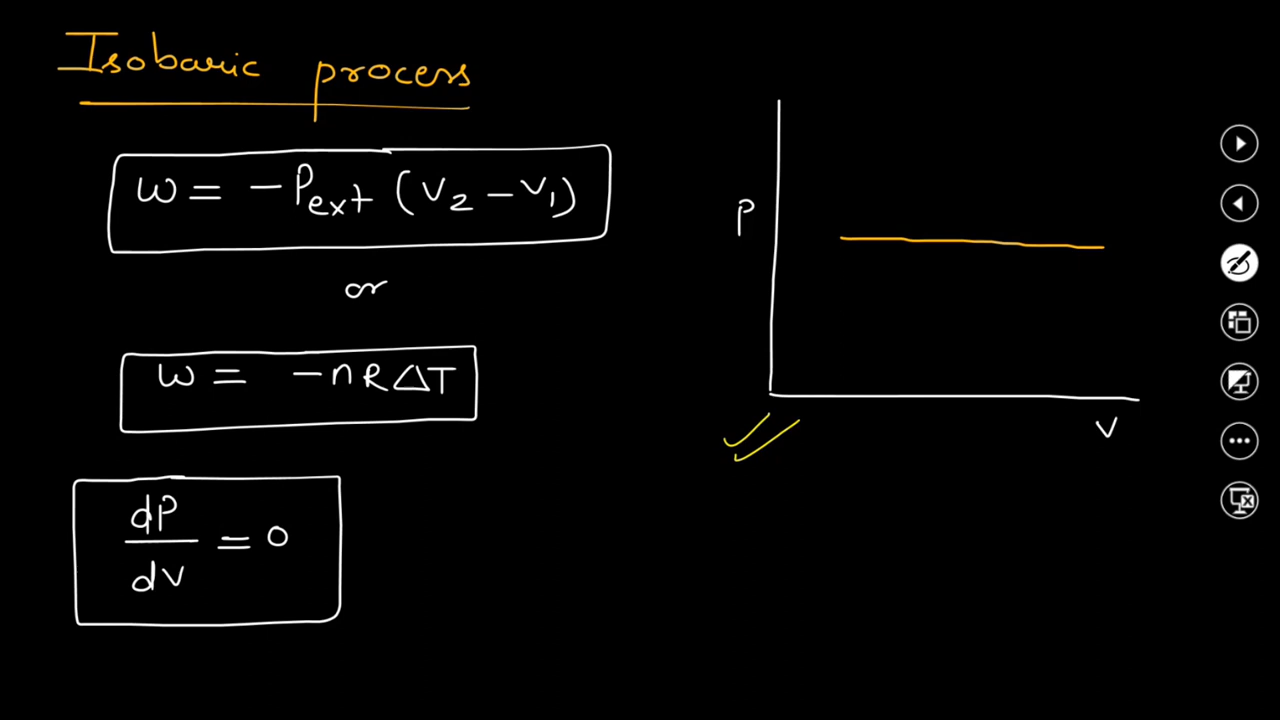 Isobaric process
W = -Pext (V2 - V1)
or
W = -nRΔT
dP
dV
= 0
P
V